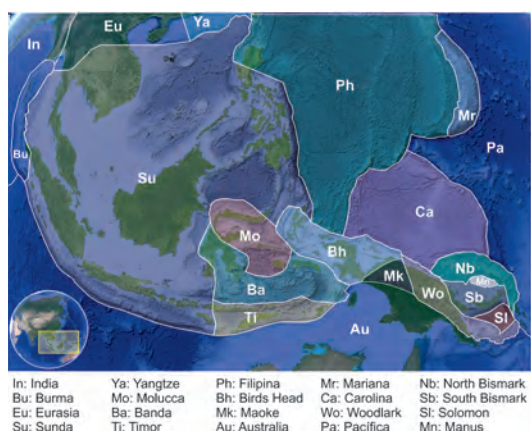 In
Eu
Ya
Ph
Mr
Bu
Pa
Su
Ca
Mo
Bh
Nb
Mk
Mn
Ba
Wo
Sb
Ti
Au
Sl
In: India Ya: Yangtze Ph: Filipina Mr: Mariana Nb: North Bismark
Bu: Burma Mo: Molucca Bh: Birds Head Ca: Carolina Sb: South Bismark
Eu: Eurasia Ba: Banda Mk: Maoke Wo: Woodlark Sl: Solomon
Su: Sunda Ti: Timor Au: Australia Pa: Pacífica Mn: Manus